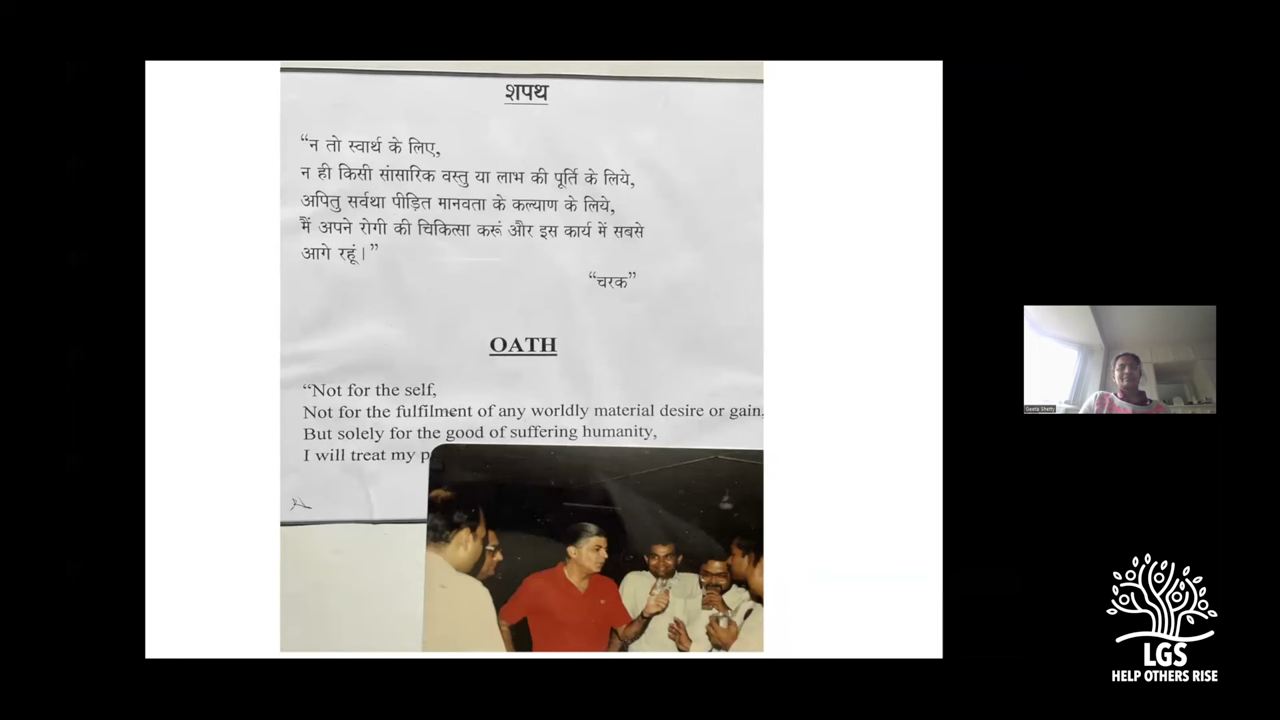 शपथ
“न तो स्वार्थ के लिए,
न ही किसी सांसारिक वस्तु या लाभ की पूर्ति के लिये,
अपितु सर्वथा पीड़ित मानवता के कल्याण के लिये,
मैं अपने रोगी की चिकित्सा करूं और इस कार्य में सबसे
आगे रहूं।”
“चरक”
OATH
“Not for the self,
Not for the fulfilment of any worldly material desire or gain,
But solely for the good of suffering humanity,
I will treat my p
Geeta Shetty
LGS
HELP OTHERS RISE